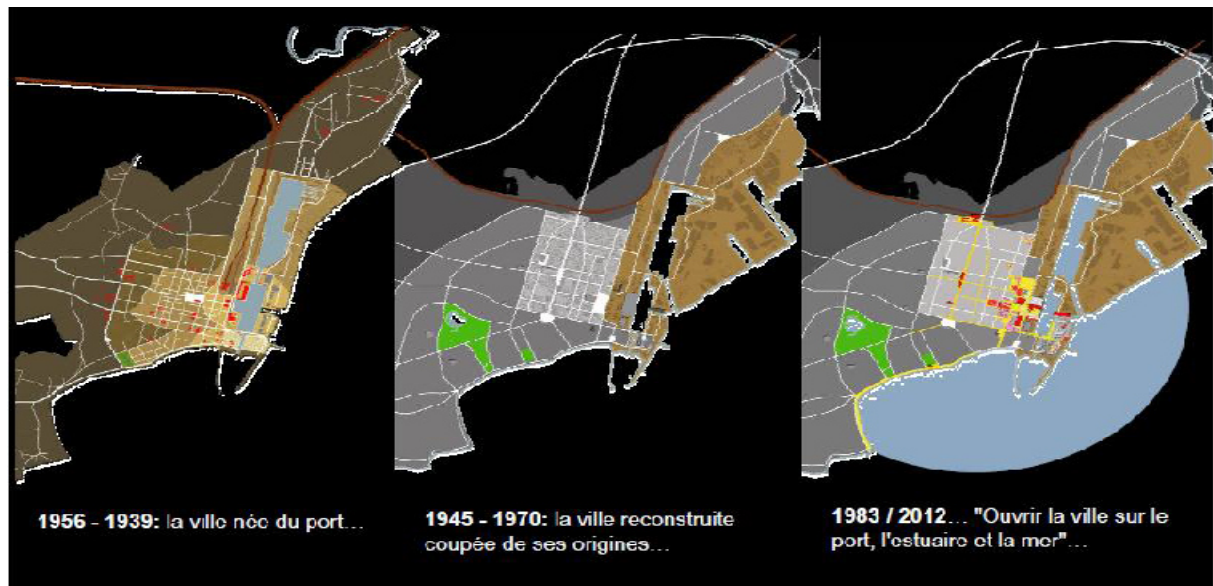 1956 - 1939: la ville née du port...
1945 - 1970: la ville reconstruite
coupée de ses origines...
1983 / 2012... "Ouvrir la ville sur le
port, l'estuaire et la mer"...